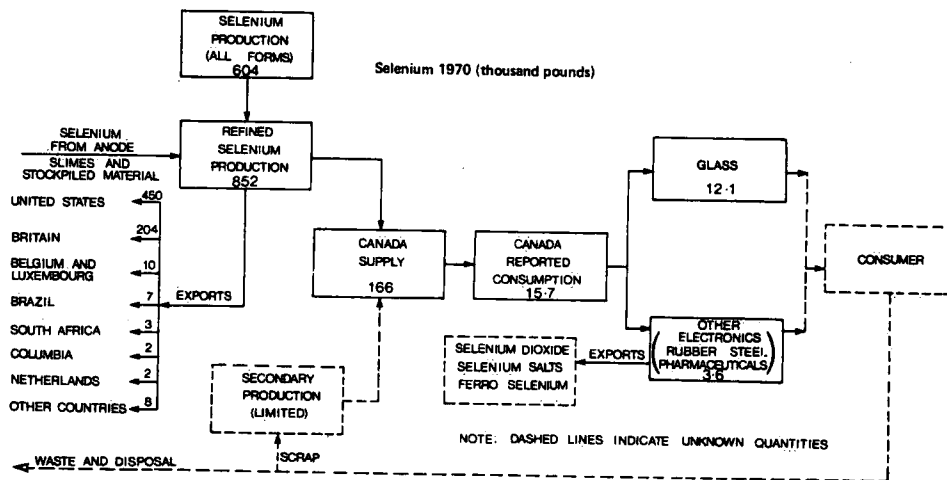 SELENIUM
PRODUCTION
(ALL FORMS)
604
Selenium 1970 (thousand pounds)
SELENIUM
FROM ANODE
SLIMES AND
STOCKPILED MATERIAL
REFINED
SELENIUM
PRODUCTION
852
GLASS
12·1
UNITED STATES 450
BRITAIN 204
BELGIUM AND
LUXEMBOURG 10
BRAZIL 7
EXPORTS
SOUTH AFRICA 3
COLUMBIA 2
NETHERLANDS 2
OTHER COUNTRIES 8
CANADA
SUPPLY
166
CANADA
REPORTED
CONSUMPTION
15·7
CONSUMER
OTHER
(ELECTRONICS
RUBBER STEEL
PHARMACEUTICALS)
3·6
EXPORTS
SELENIUM DIOXIDE
SELENIUM SALTS
FERRO SELENIUM
SECONDARY
PRODUCTION
(LIMITED)
NOTE: DASHED LINES INDICATE UNKNOWN QUANTITIES
WASTE AND DISPOSAL
SCRAP